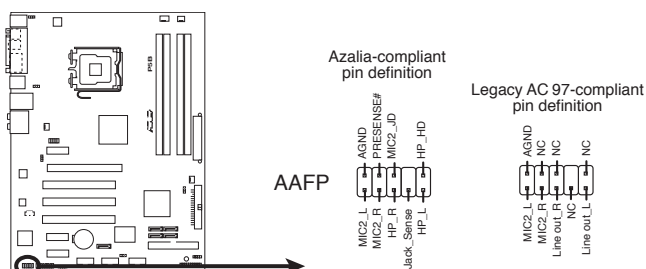 P5B
Azalia-compliant
pin definition
Legacy AC 97-compliant
pin definition
AAFP
AGND
PRESENSE#
MIC2_JD
HP_HD
MIC2_L
MIC2_R
HP_R
Jack_Sense
HP_L
AGND
NC
NC
NC
MIC2_L
MIC2_R
Line out_R
NC
Line out_L